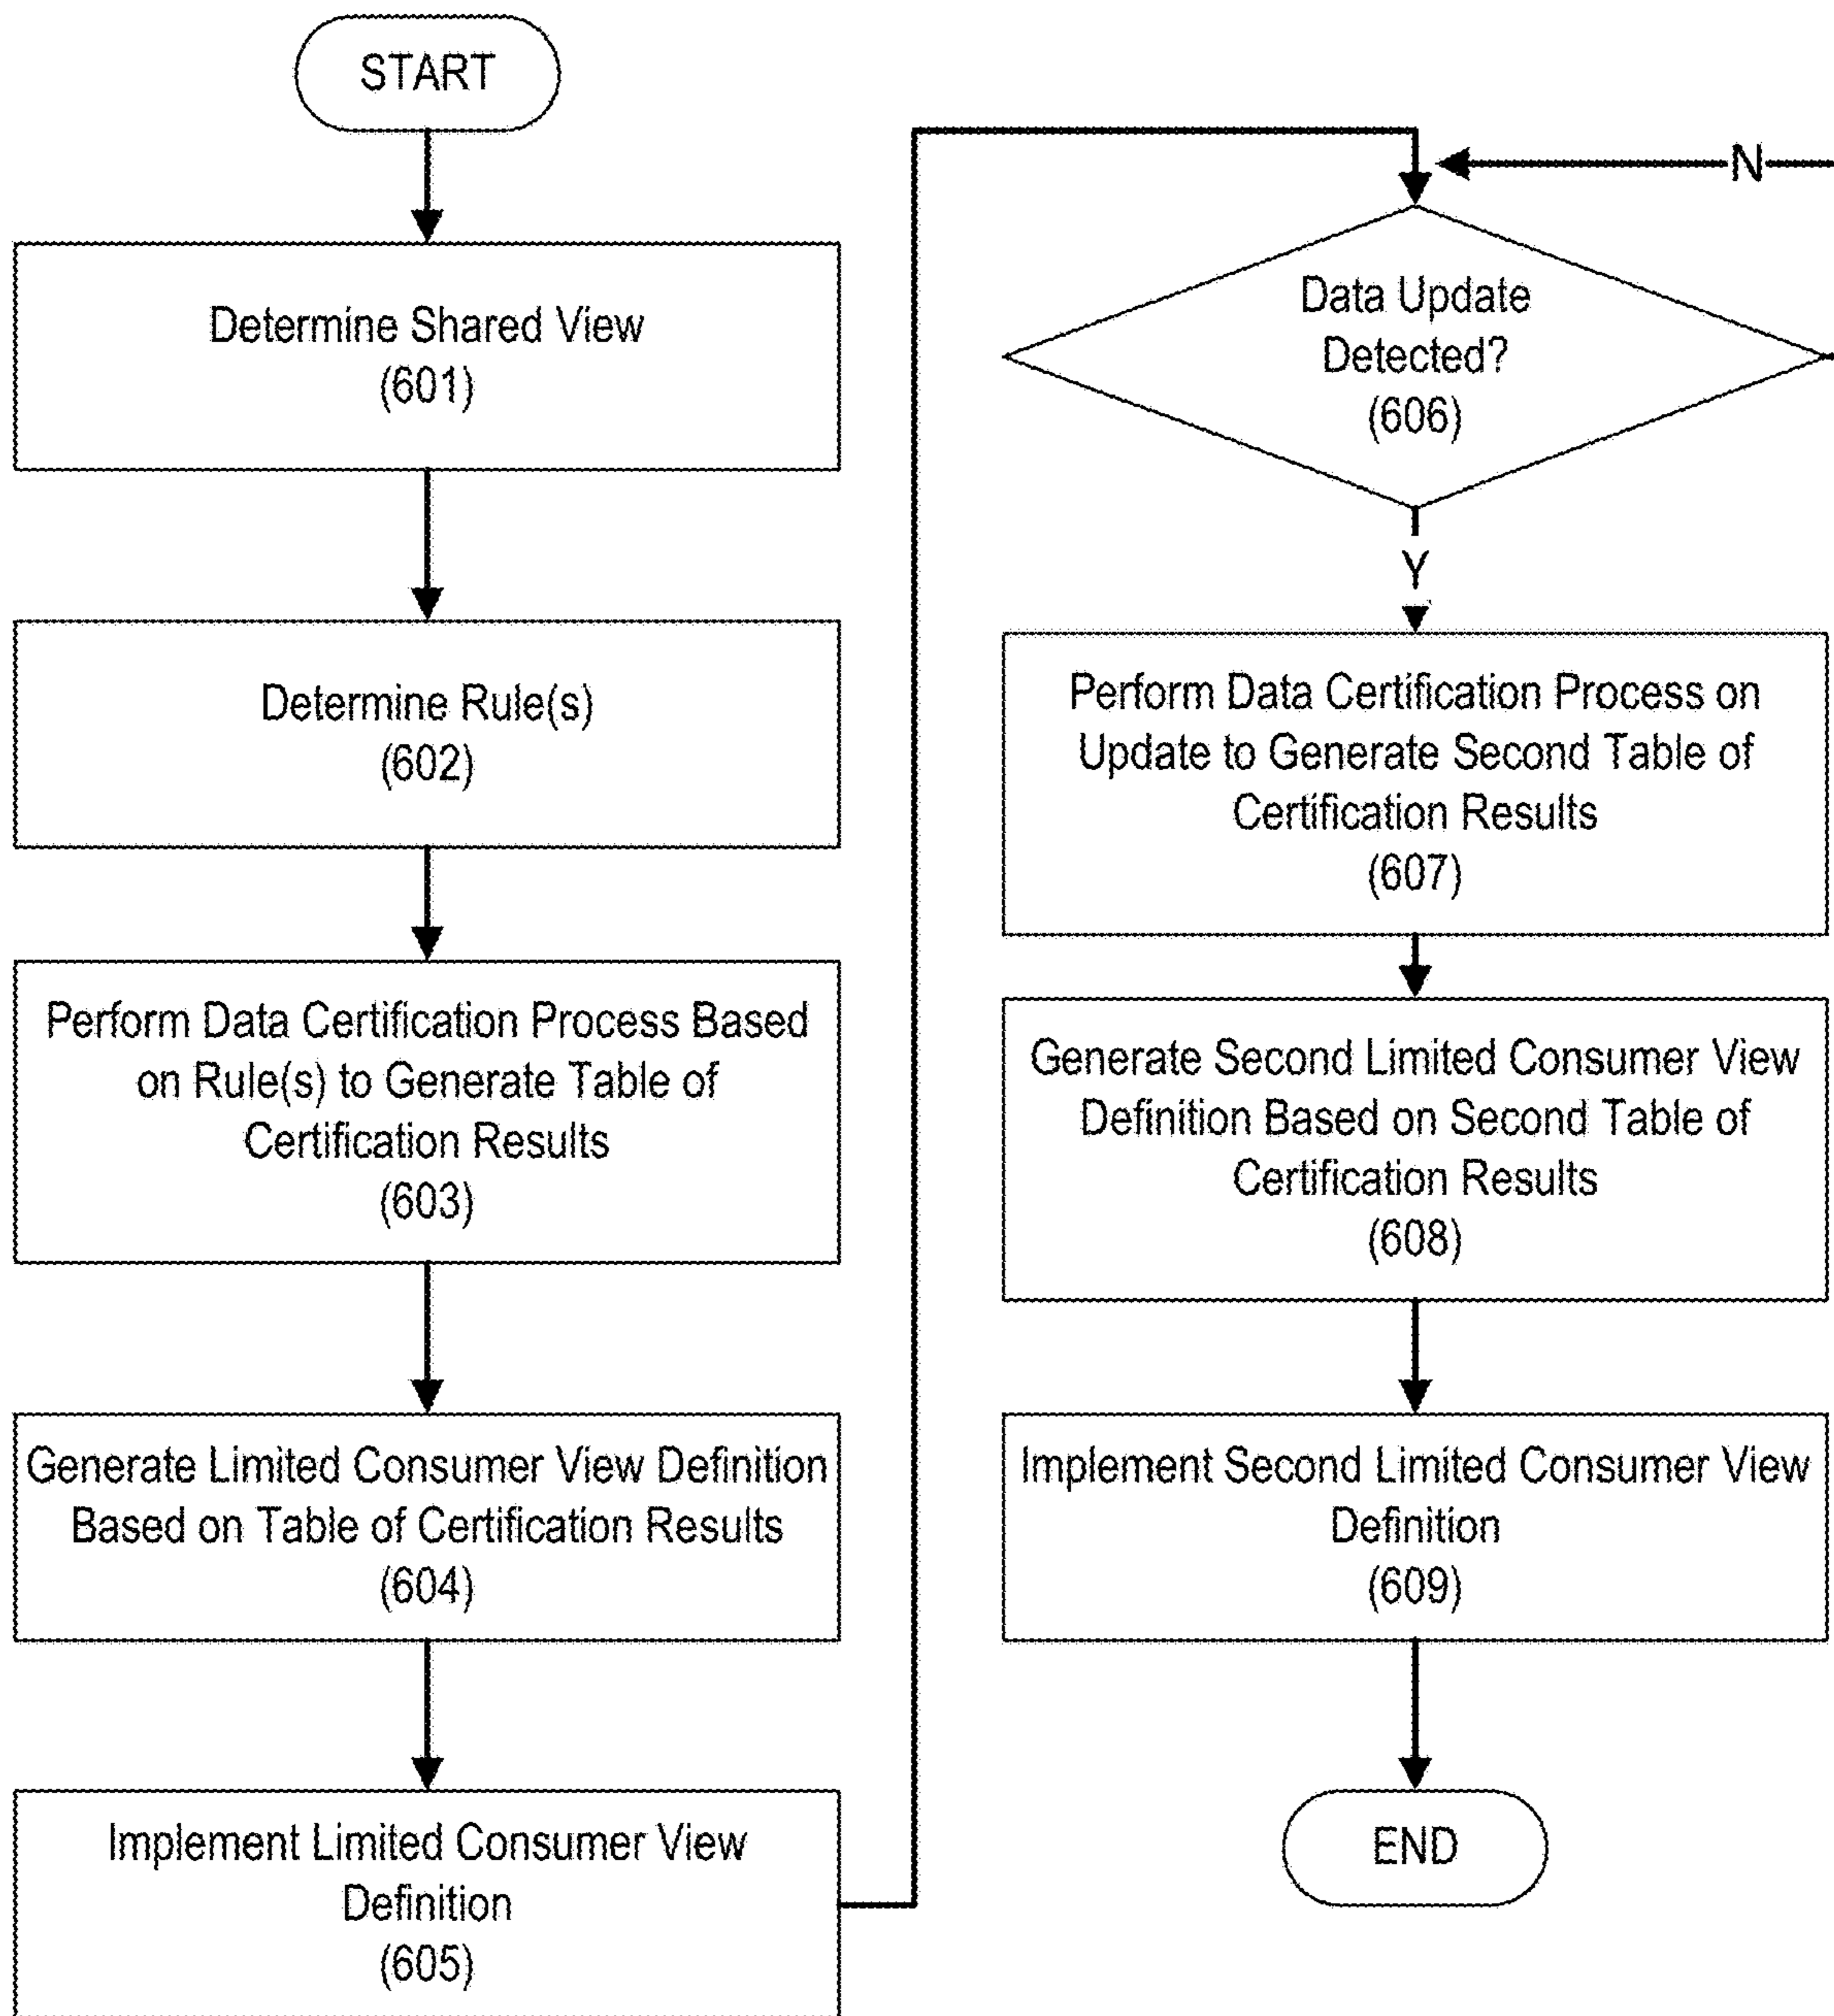 START
Determine Shared View
(601)
Determine Rule(s)
(602)
Perform Data Certification Process Based
on Rule(s) to Generate Table of
Certification Results
(603)
Generate Limited Consumer View Definition
Based on Table of Certification Results
(604)
Implement Limited Consumer View
Definition
(605)
N
Data Update
Detected?
(606)
Y
Perform Data Certification Process on
Update to Generate Second Table of
Certification Results
(607)
Generate Second Limited Consumer View
Definition Based on Second Table of
Certification Results
(608)
Implement Second Limited Consumer View
Definition
(609)
END